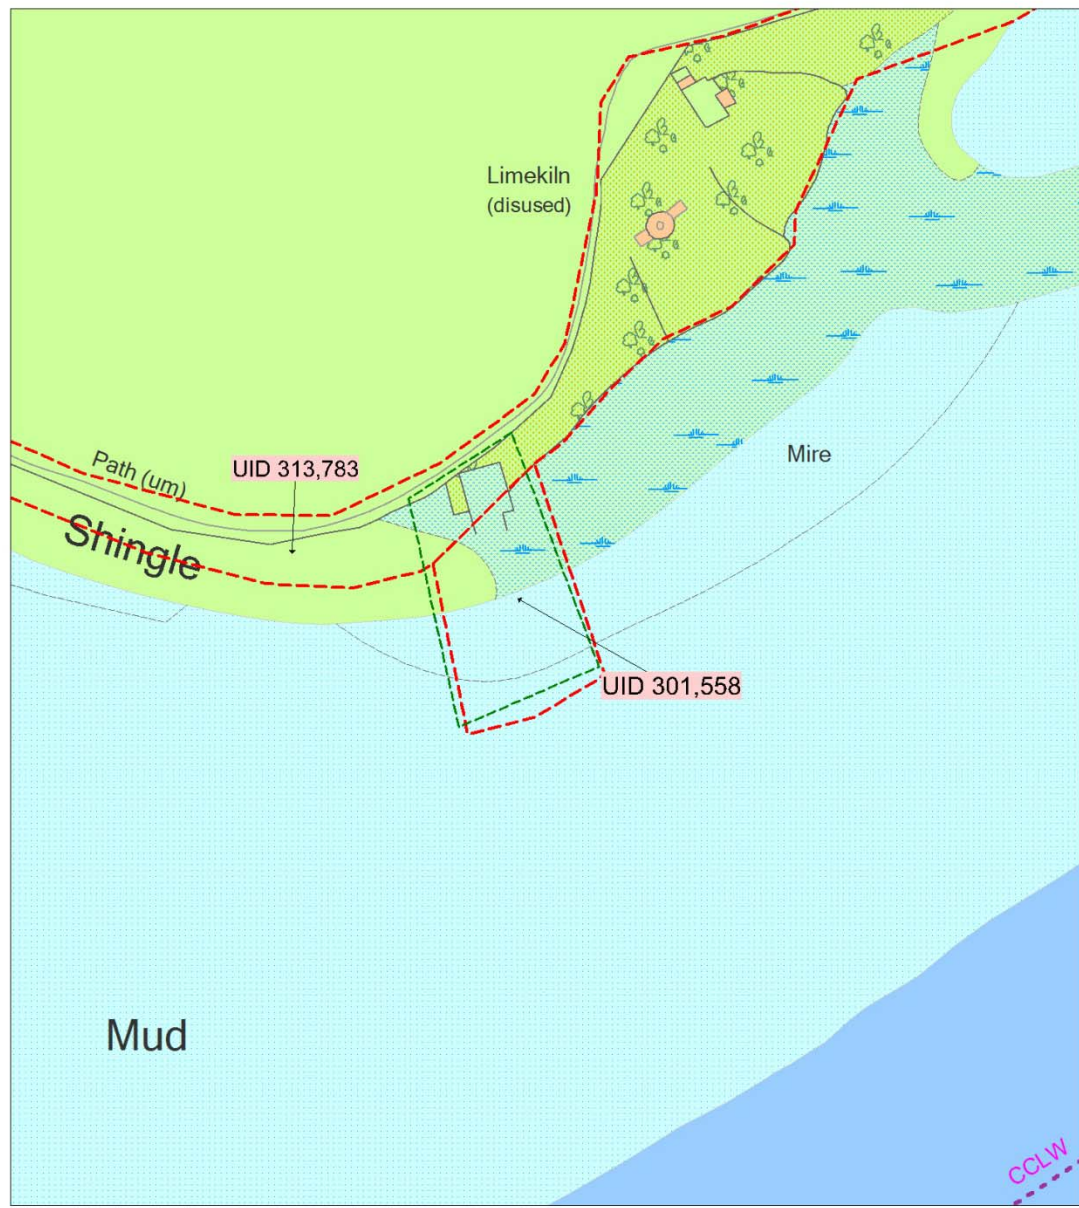 Limekiln
(disused)
Mire
Path (um)
UID 313,783
Shingle
UID 301,558
Mud
CCLW